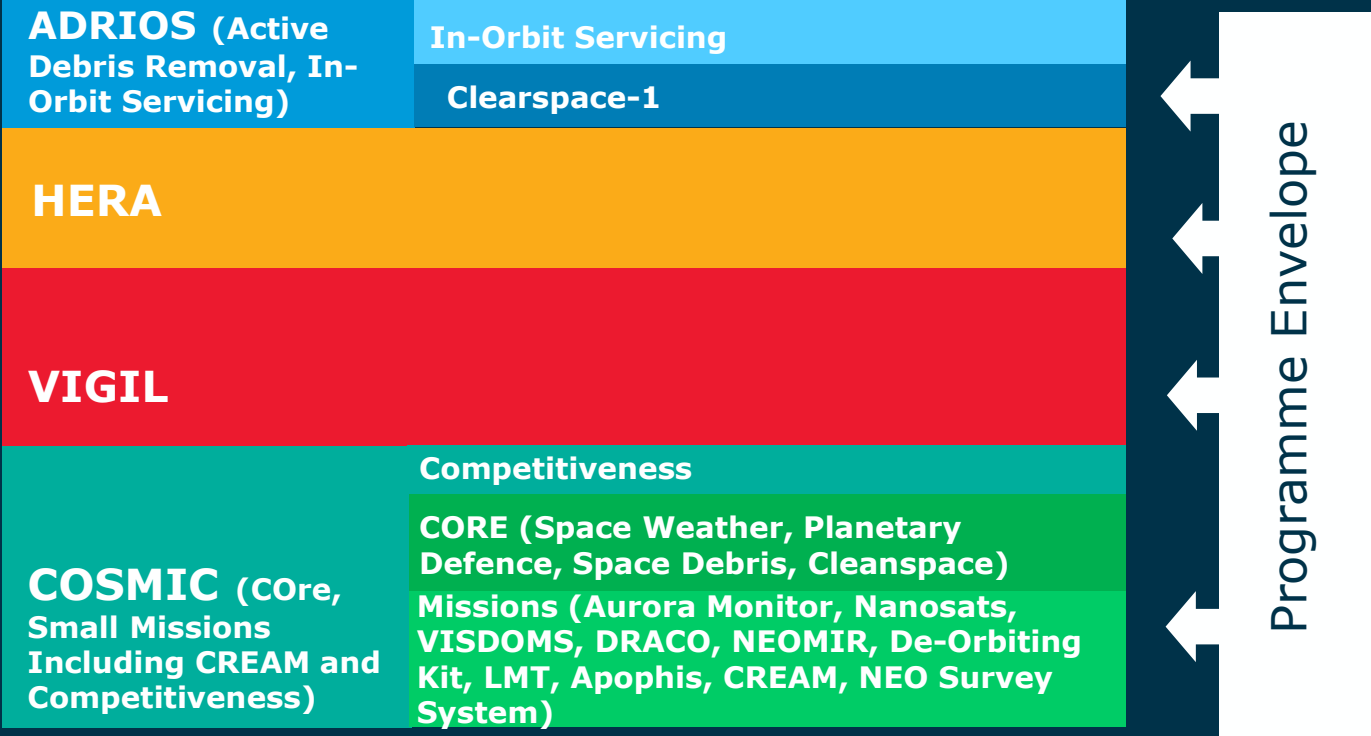 ADRIOS (Active
Debris Removal, In-
Orbit Servicing)
In-Orbit Servicing
Clearspace-1
HERA
VIGIL
COSMIC (COre,
Small Missions
Including CREAM and
Competitiveness)
Competitiveness
CORE (Space Weather, Planetary
Defence, Space Debris, Cleanspace)
Missions (Aurora Monitor, Nanosats,
VISDOMS, DRACO, NEOMIR, De-Orbiting
Kit, LMT, Apophis, CREAM, NEO Survey
System)
Programme Envelope